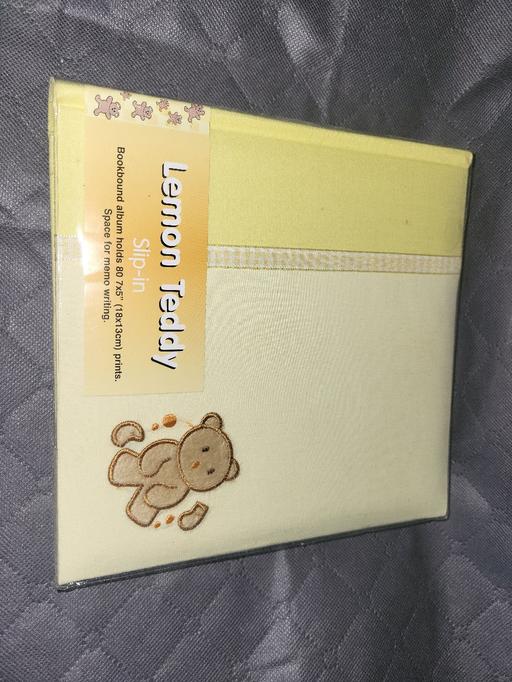 Lemon Teddy
Slip-in
Bookbound album holds 80 7x5" (18x13cm) prints.
Space for memo writing.